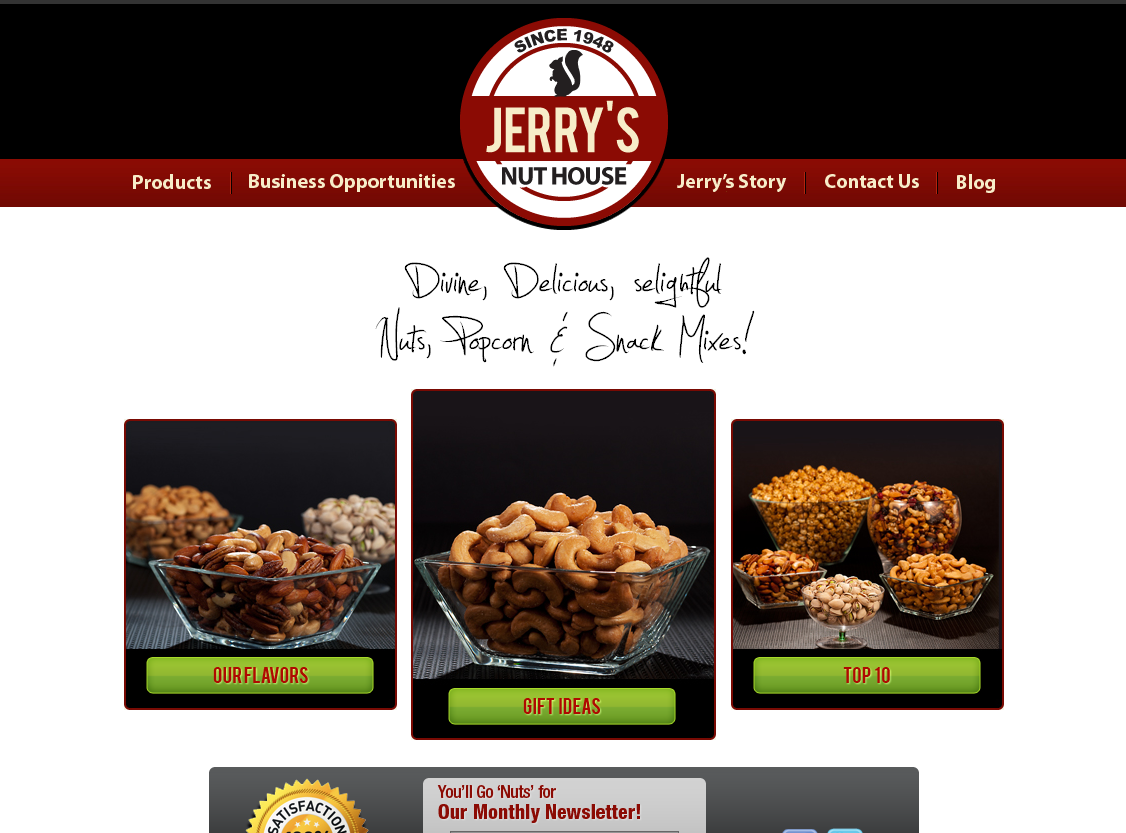 SINCE 1948
JERRY'S
NUT HOUSE
Products
Business Opportunities
Jerry's Story
Contact Us
Blog
Divine, Delicious, selightful
Nuts, Popcorn & Snack Mixes!
OUR FLAVORS
GIFT IDEAS
TOP 10
SATISFACTION
100%
You'll Go 'Nuts' for
Our Monthly Newsletter!